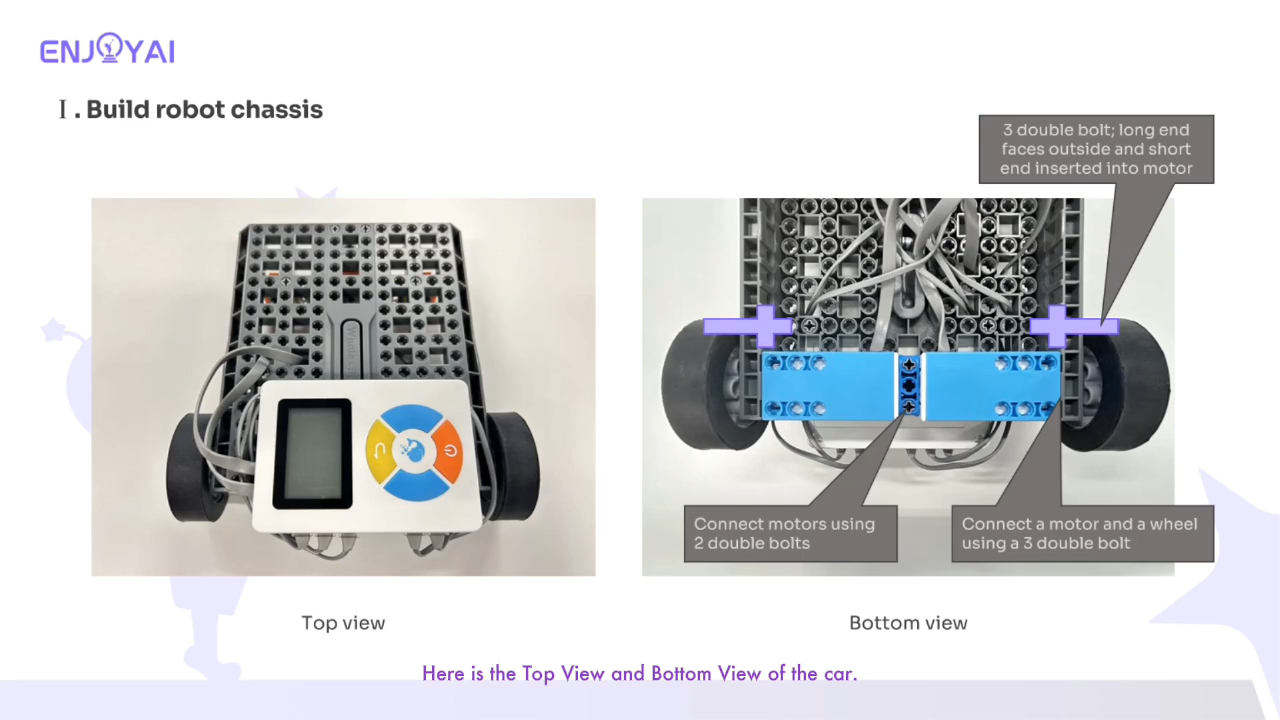 ENJOYAI
I . Build robot chassis
3 double bolt; long end
faces outside and short
end inserted into motor
Connect motors using
2 double bolts
Connect a motor and a wheel
using a 3 double bolt
Top view
Bottom view
Here is the Top View and Bottom View of the car.